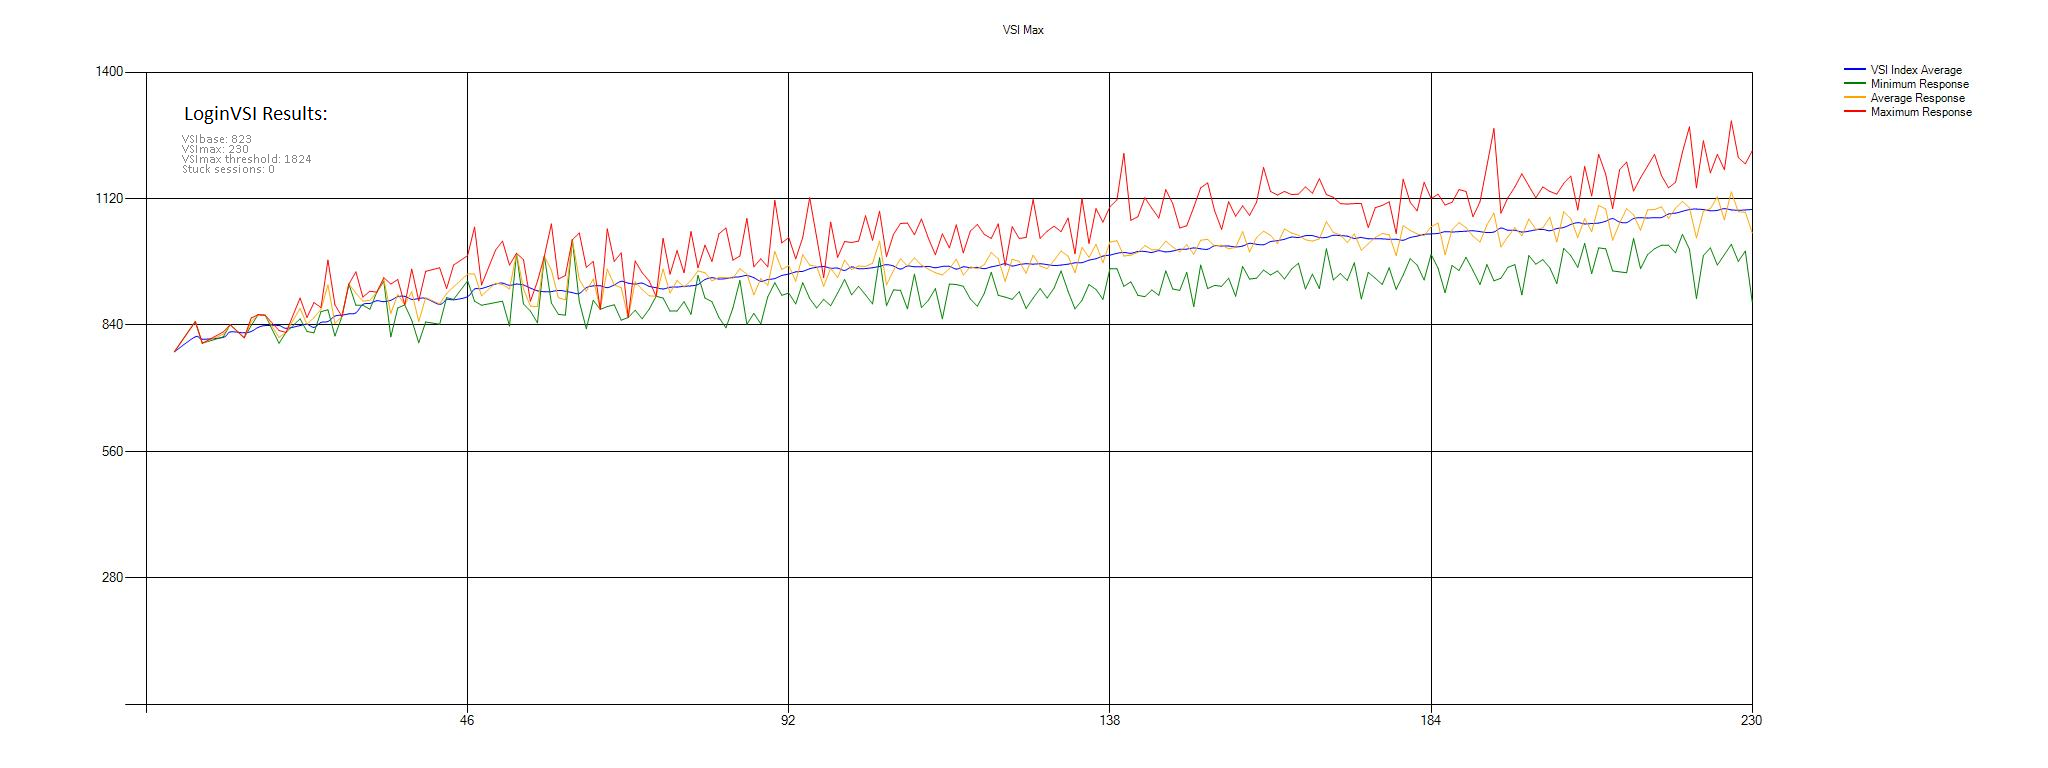 VSI Max
1400
1120
840
560
280
LoginVSI Results:
VSIbase: 823
VSImax: 230
VSImax threshold: 1824
Stuck sessions: 0
VSI Index Average
Minimum Response
Average Response
Maximum Response
46 92 138 184 230